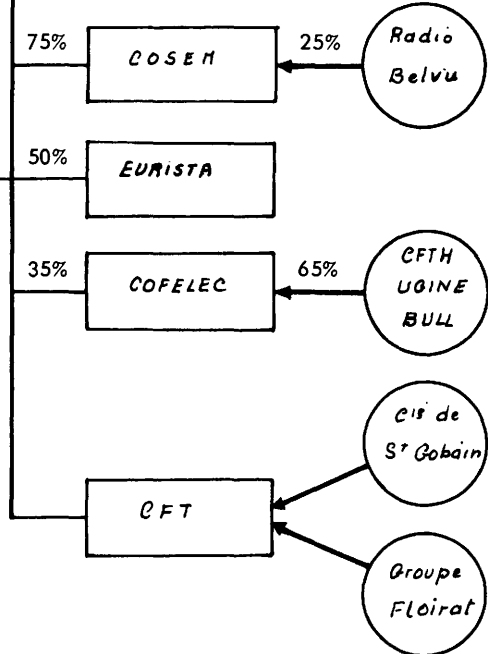 75%
COSEM
25%
Radio
Belvu
50%
EURISTA
35%
COFELEC
65%
CFTH
UGINE
BULL
Cie de
St Gobain
CFT
Groupe
Floirat